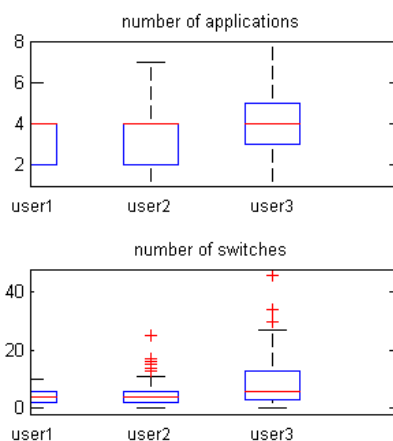 number of applications
8
6
4
2
user1 user2 user3
number of switches
40
20
0
user1 user2 user3